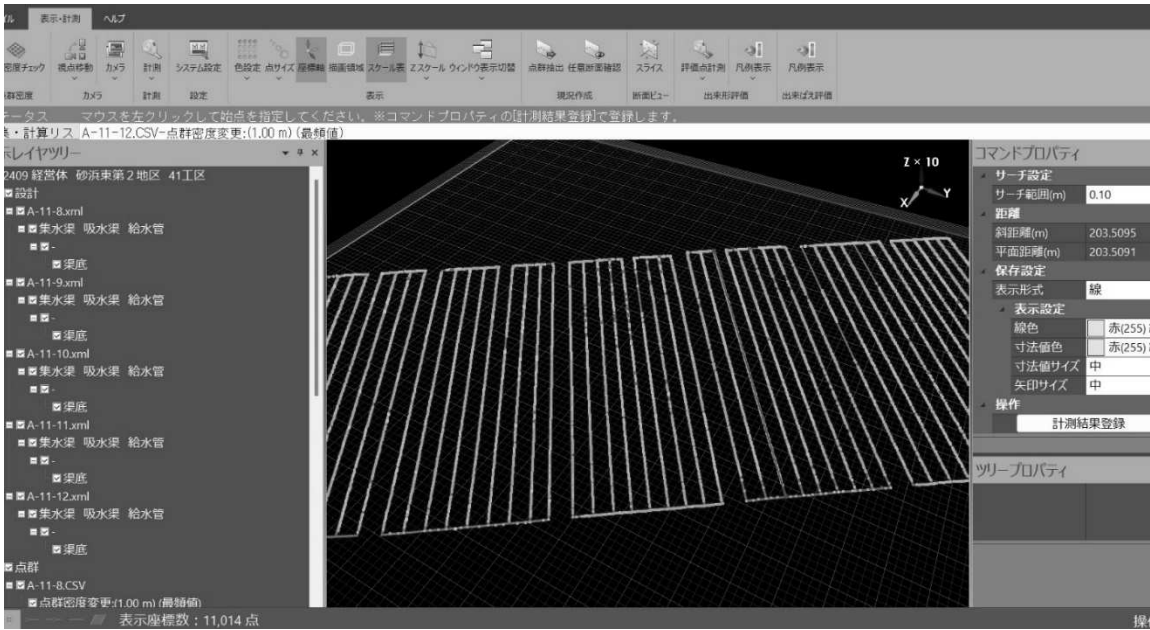 イル 表示・計測 ヘルプ
密度チェック 視点移動 カメラ 計測 システム設定 色設定 点サイズ 座標軸 描画領域 スケール表 Zスケール ウィンドウ表示切替 点群抽出 任意断面確認 スライス 評価点計測 凡例表示 凡例表示
群密度 カメラ 計測 設定 表示 現況作成 断面ビュー 出来形評価 出来ばえ評価
テータス マウスを左クリックして始点を指定してください。※コマンドプロパティの[計測結果登録]で登録します。
・計算リス A-11-12.CSV-点群密度変更:(1.00 m) (最頻値)
レイヤツリー
2409 経営体 砂浜東第2地区 41工区
設計
A-11-8.xml
集水渠 吸水渠 給水管
-
渠底
A-11-9.xml
集水渠 吸水渠 給水管
-
渠底
A-11-10.xml
集水渠 吸水渠 給水管
-
渠底
A-11-11.xml
集水渠 吸水渠 給水管
-
渠底
A-11-12.xml
集水渠 吸水渠 給水管
-
渠底
点群
A-11-8.CSV
点群密度変更:(1.00 m) (最頻値)
表示座標数：11,014 点
Z × 10
X
Y
コマンドプロパティ
サーチ設定
サーチ範囲(m) 0.10
距離
斜距離(m) 203.5095
平面距離(m) 203.5091
保存設定
表示形式 線
表示設定
線色 赤(255)
寸法値色 赤(255)
寸法値サイズ 中
矢印サイズ 中
操作
計測結果登録
ツリープロパティ
操